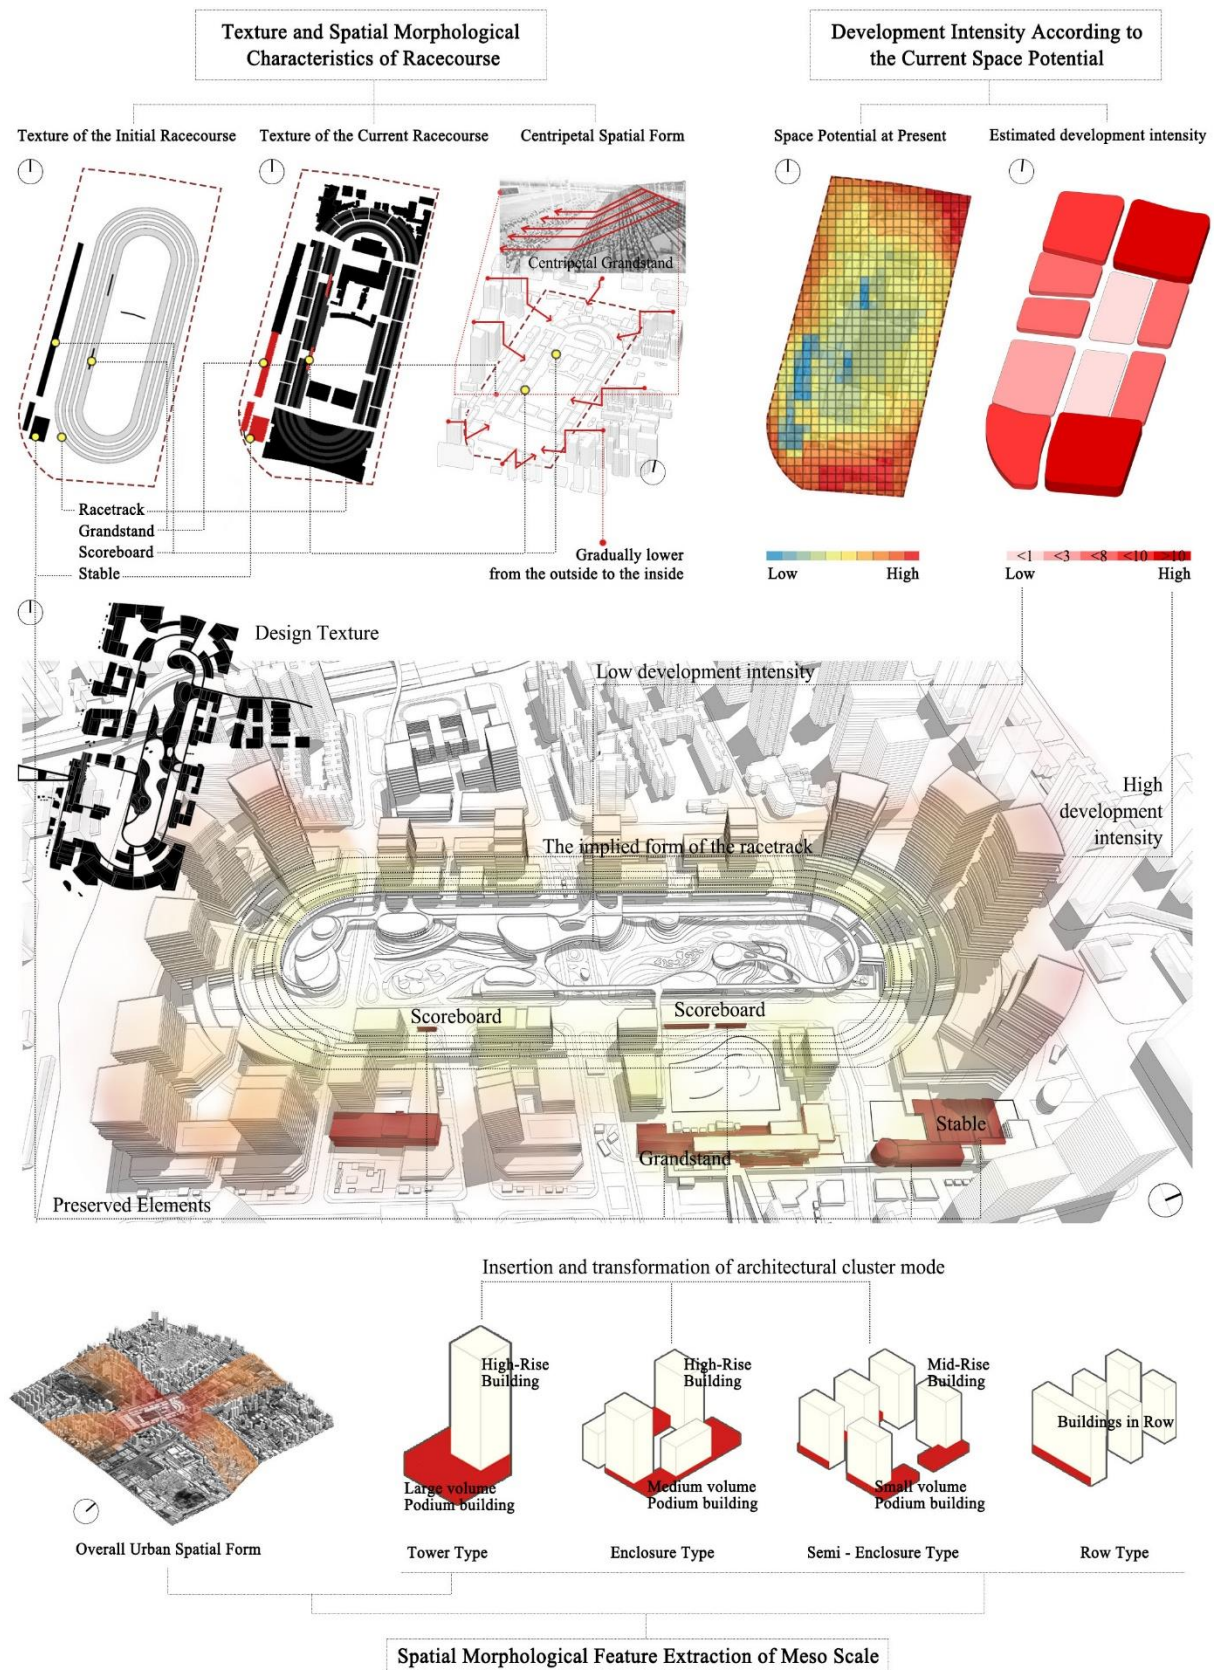 Texture and Spatial Morphological
Characteristics of Racecourse
Development Intensity According to
the Current Space Potential
Texture of the Initial Racecourse
Texture of the Current Racecourse
Centripetal Spatial Form
Space Potential at Present
Estimated development intensity
Centripetal Grandstand
Racetrack
Grandstand
Scoreboard
Stable
Gradually lower
from the outside to the inside
Low
High
<1 <3 <8 <10 >10
Low
High
Design Texture
Low development intensity
High
development
intensity
The implied form of the racetrack
Scoreboard
Scoreboard
Stable
Grandstand
Preserved Elements
Insertion and transformation of architectural cluster mode
High-Rise
Building
High-Rise
Building
Mid-Rise
Building
Buildings in Row
Large volume
Podium building
Medium volume
Podium building
Small volume
Podium building
Overall Urban Spatial Form
Tower Type
Enclosure Type
Semi - Enclosure Type
Row Type
Spatial Morphological Feature Extraction of Meso Scale